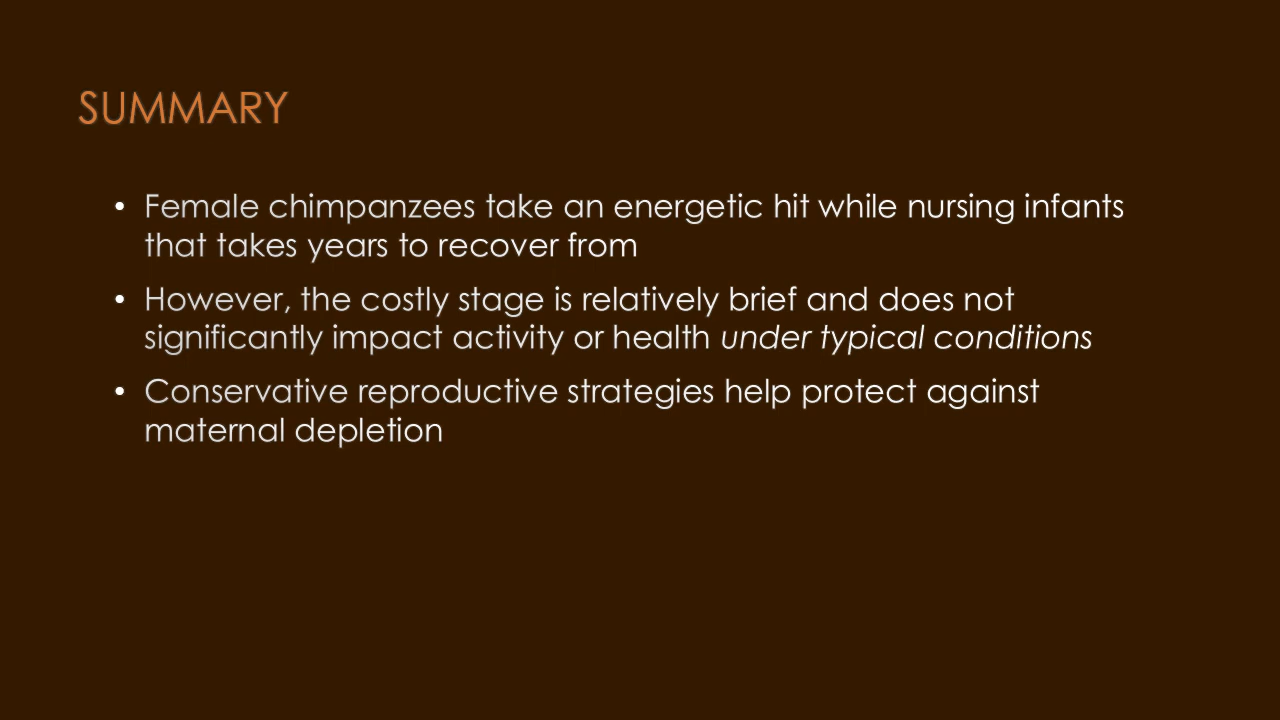 SUMMARY
• Female chimpanzees take an energetic hit while nursing infants
that takes years to recover from
• However, the costly stage is relatively brief and does not
significantly impact activity or health under typical conditions
• Conservative reproductive strategies help protect against
maternal depletion